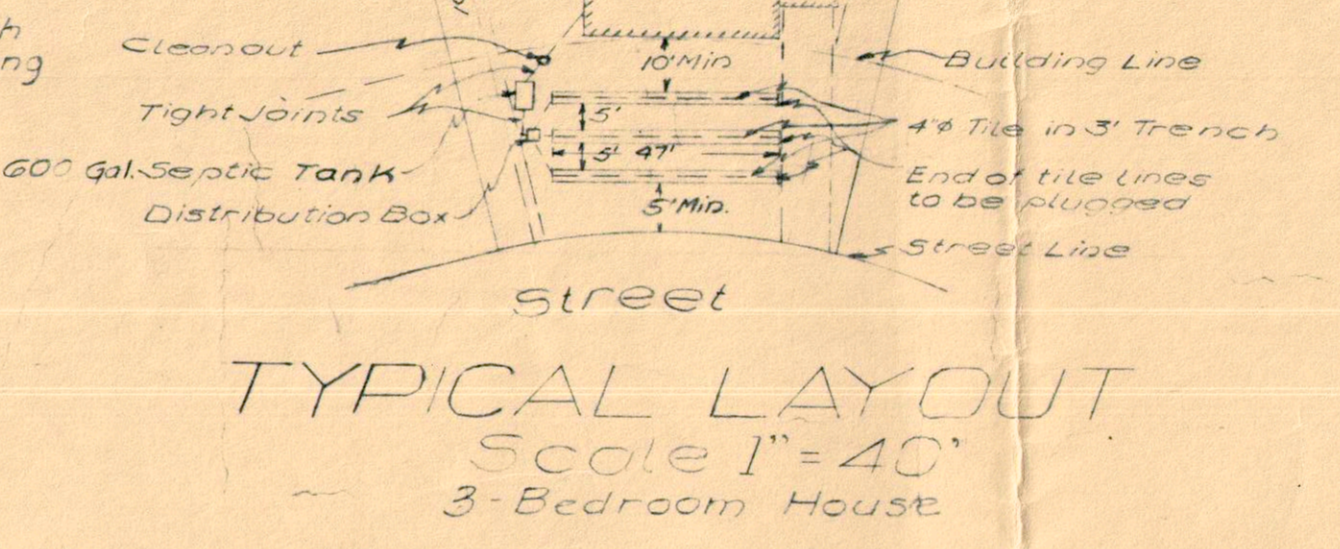 h
ng
Cleanout
Tight Joints
600 Gal. Septic Tank
Distribution Box
10' Min
5'
5' 47'
5' Min.
Building Line
4"ϕ Tile in 3' Trench
End of tile lines
to be plugged
Street Line
Street
TYPICAL LAYOUT
Scale 1" = 40'
3-Bedroom House